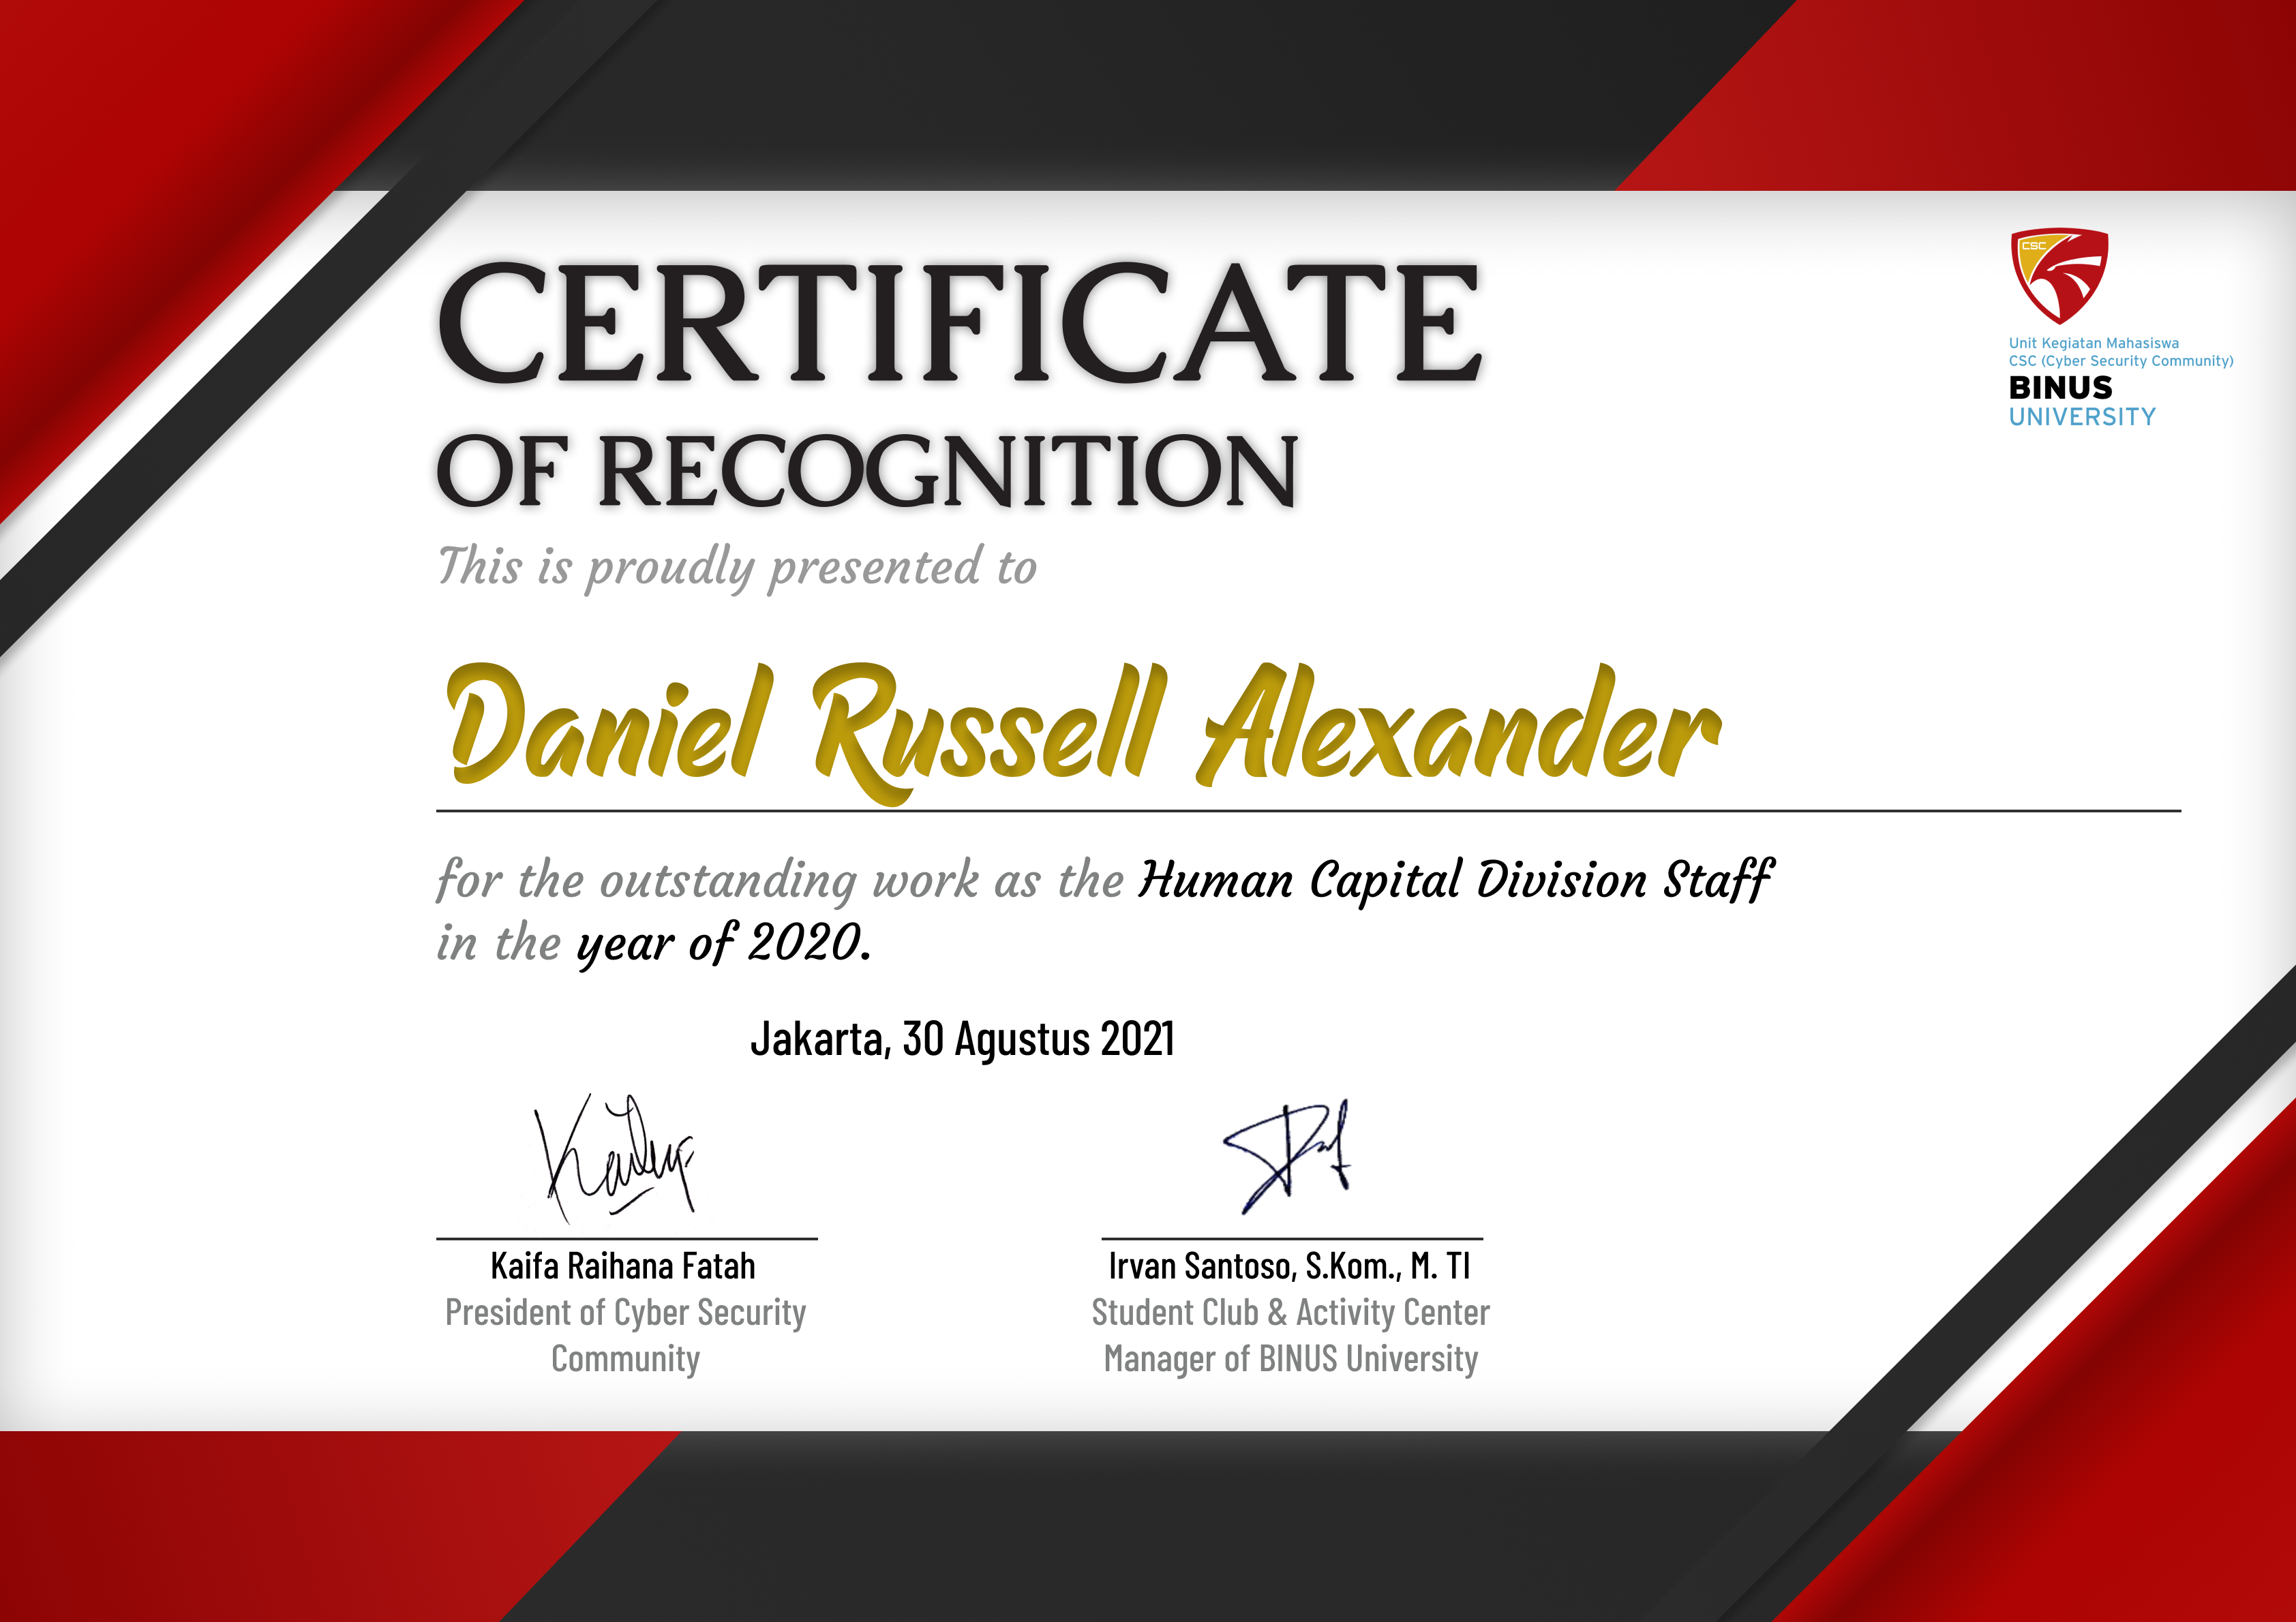 CERTIFICATE
OF RECOGNITION
CSC
Unit Kegiatan Mahasiswa
CSC (Cyber Security Community)
BINUS
UNIVERSITY
This is proudly presented to
Daniel Russell Alexander
for the outstanding work as the Human Capital Division Staff
in the year of 2020.
Jakarta, 30 Agustus 2021
Kaifa Raihana Fatah
President of Cyber Security
Community
Irvan Santoso, S.Kom., M. TI
Student Club & Activity Center
Manager of BINUS University